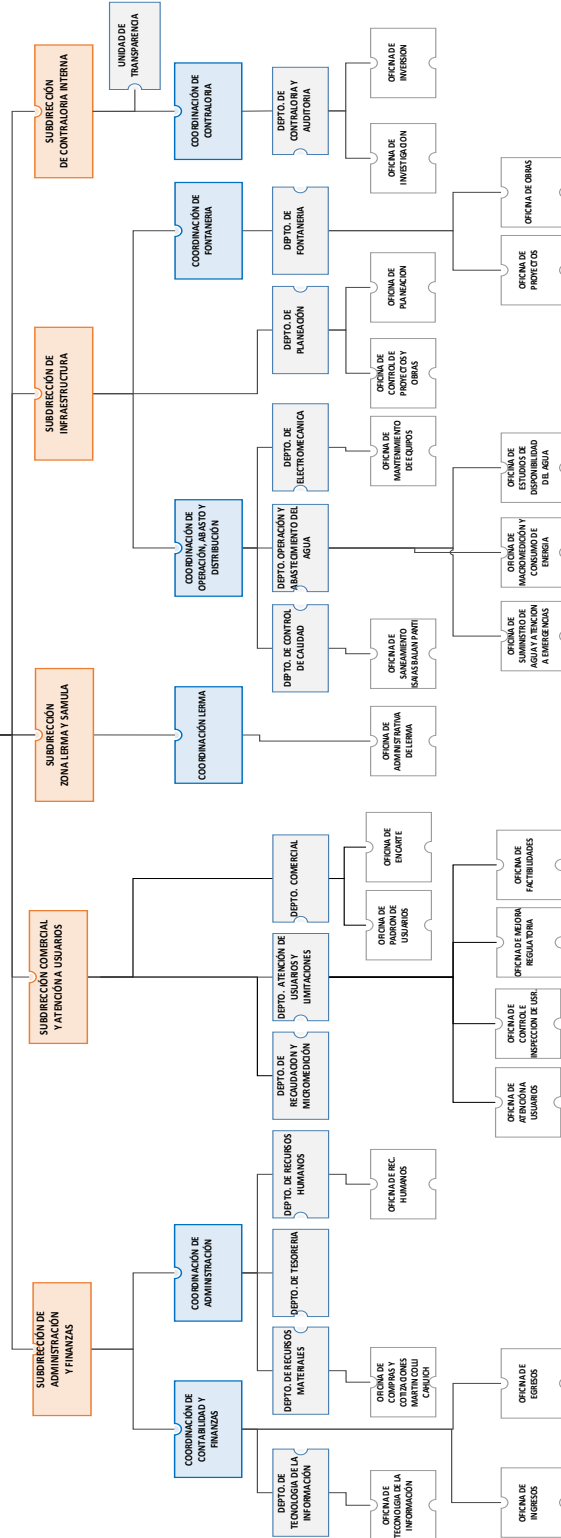 SUBDIRECCIÓN DE
ADMINISTRACIÓN
Y FINANZAS
SUBDIRECCIÓN COMERCIAL
Y ATENCIÓN A USUARIOS
SUBDIRECCIÓN
ZONA LERMA Y SAMULA
SUBDIRECCIÓN DE
INFRAESTRUCTURA
SUBDIRECCIÓN
DE CONTRALORIA INTERNA
UNIDAD DE
TRANSPARENCIA
COORDINACIÓN DE
CONTABILIDAD Y
FINANZAS
COORDINACIÓN DE
ADMINISTRACIÓN
COORDINACIÓN LERMA
COORDINACIÓN DE
OPERACIÓN, ABASTO Y
DISTRIBUCIÓN
COORDINACIÓN DE
FONTANERIA
COORDINACIÓN DE
CONTRALORIA
DEPTO. DE
TECNOLOGIA DE LA
INFORMACIÓN
DEPTO. DE RECURSOS
MATERIALES
DEPTO. DE TESORERIA
DEPTO. DE RECURSOS
HUMANOS
DEPTO. DE
RECAUDACION Y
MICROMEDICIÓN
DEPTO. ATENCIÓN DE
USUARIOS Y
LIMITACIONES
DEPTO. COMERCIAL
DEPTO. DE CONTROL
DE CALIDAD
DEPTO. OPERACIÓN Y
ABASTECIMIENTO DEL
AGUA
DEPTO. DE
ELECTROMECANICA
DEPTO. DE
PLANEACIÓN
DEPTO. DE
FONTANERIA
DEPTO. DE
CONTRALORIA Y
AUDITORIA
OFICINA DE
TECONOLGIA DE LA
INFORMACIÓN
OFICINA DE
COMPRAS Y
COTIZACIONES
MARTIN COLLI
CAHUICH
OFICINA DE REC.
HUMANOS
OFICINA DE
PADRON DE
USUARIOS
OFICINA DE
ENCARTE
OFICINA DE
ADMINISTRATIVA
DE LERMA
OFICINA DE
SANEAMIENTO
ISAIAS BALAN PANTI
OFICINA DE
MANTENIMIENTO
DE EQUIPOS
OFICINA DE
CONTROL DE
PROYECTOS Y
OBRAS
OFICINA DE
PLANEACION
OFICINA DE
INVESTIGACION
OFICINA DE
INVERSION
OFICINA DE
INGRESOS
OFICINA DE
EGRESOS
OFICINA DE
ATENCIÓN A
USUARIOS
OFICINA DE
CONTROL E
INSPECCION DE USR.
OFICINA DE MEJORA
REGULATORIA
OFICINA DE
FACTIBILIDADES
OFICINA DE
SUMINISTRO DE
AGUA Y ATENCION
A EMERGENCIAS
OFICINA DE
MACROMEDICIÓN Y
CONSUMO DE
ENERGIA
OFICINA DE
ESTUDIOS DE
DISPONIBILIDAD
DEL AGUA
OFICINA DE
PROYECTOS
OFICINA DE OBRAS